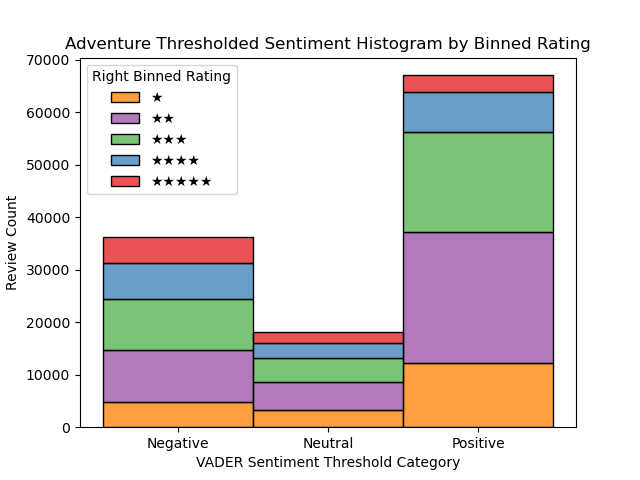 Adventure Thresholded Sentiment Histogram by Binned Rating
70000
60000
50000
40000
30000
20000
10000
0
Review Count
Right Binned Rating
★
★★
★★★
★★★★
★★★★★
Negative
Neutral
Positive
VADER Sentiment Threshold Category